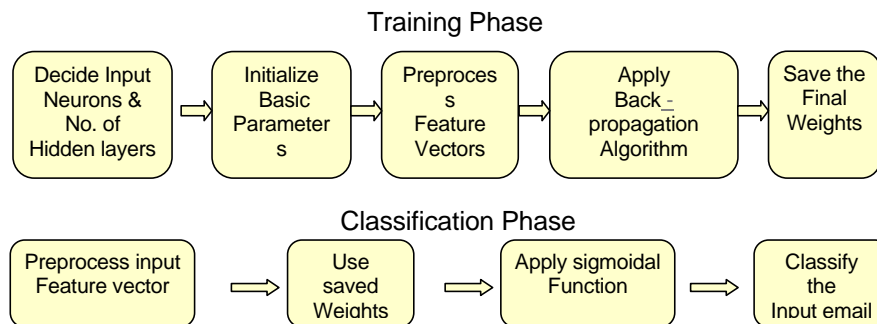 Training Phase
Decide Input
Neurons &
No. of
Hidden layers
Initialize
Basic
Parameter
s
Preproces
s
Feature
Vectors
Apply
Back -
propagation
Algorithm
Save the
Final
Weights
Classification Phase
Preprocess input
Feature vector
Use
saved
Weights
Apply sigmoidal
Function
Classify
the
Input email